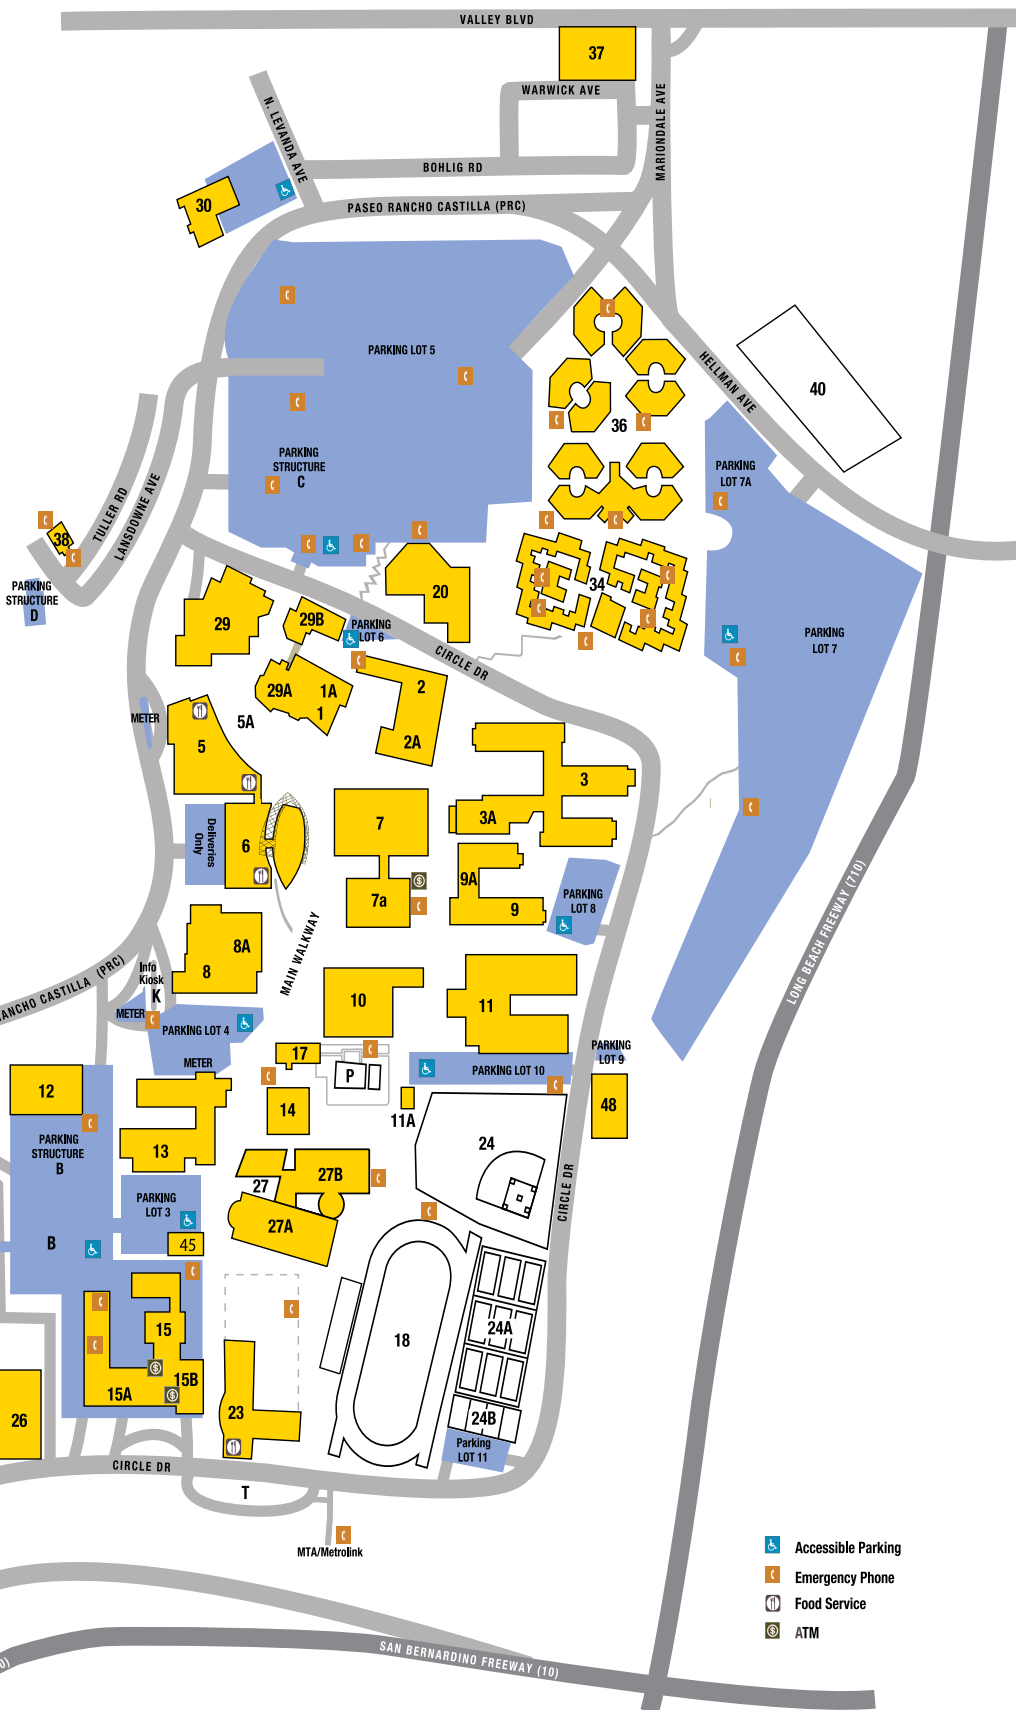 VALLEY BLVD
37
WARWICK AVE
N. LEVANDA AVE
MARIONDALE AVE
BOHLIG RD
30
PASEO RANCHO CASTILLA (PRC)
PARKING LOT 5
HELLMAN AVE
40
36
PARKING
STRUCTURE
C
PARKING
LOT 7A
TULLER RD
LANSDOWNE AVE
38
PARKING
STRUCTURE
D
20
34
29
29B
PARKING
LOT 6
PARKING
LOT 7
CIRCLE DR
29A
1A
1
2
2A
METER
5A
5
3
3A
7
Deliveries
Only
6
9A
7a
9
PARKING
LOT 8
LONG BEACH FREEWAY (710)
MAIN WALKWAY
8A
8
RANCHO CASTILLA (PRC)
Info
Kiosk
K
METER
10
11
PARKING LOT 4
METER
17
P
PARKING LOT 10
PARKING
LOT 9
12
14
11A
48
PARKING
STRUCTURE
B
13
24
27
27B
PARKING
LOT 3
27A
CIRCLE DR
B
45
18
24A
15
15A
15B
23
24B
26
Parking
LOT 11
CIRCLE DR
T
MTA/Metrolink
Accessible Parking
Emergency Phone
Food Service
ATM
SAN BERNARDINO FREEWAY (10)
0)